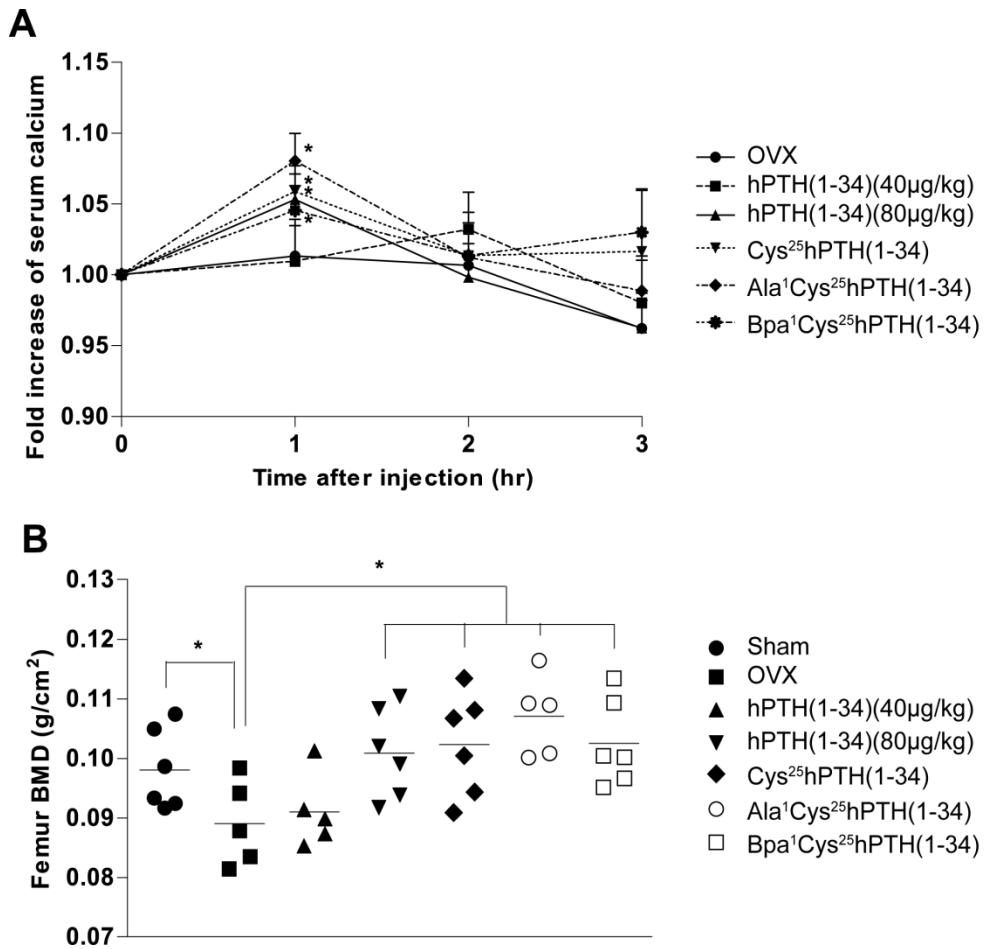 A
1.15
1.10
1.05
1.00
0.95
0.90
Fold increase of serum calcium
*
*
*
*
0
1
2
3
Time after injection (hr)
OVX
hPTH(1-34)(40µg/kg)
hPTH(1-34)(80µg/kg)
Cys²⁵hPTH(1-34)
Ala¹Cys²⁵hPTH(1-34)
Bpa¹Cys²⁵hPTH(1-34)
B
0.13
0.12
0.11
0.10
0.09
0.08
0.07
Femur BMD (g/cm²)
*
*
Sham
OVX
hPTH(1-34)(40µg/kg)
hPTH(1-34)(80µg/kg)
Cys²⁵hPTH(1-34)
Ala¹Cys²⁵hPTH(1-34)
Bpa¹Cys²⁵hPTH(1-34)